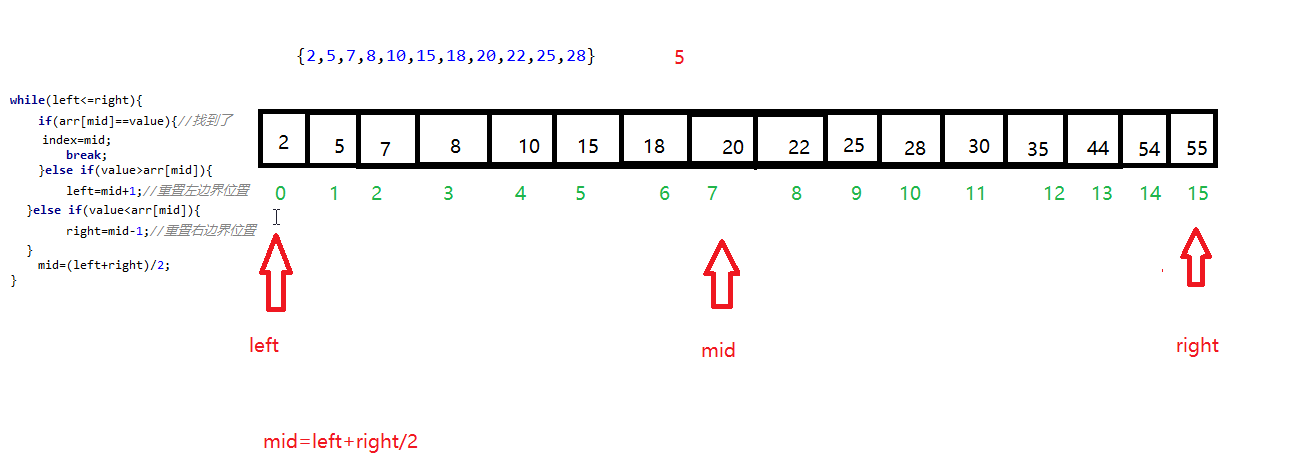 {2,5,7,8,10,15,18,20,22,25,28}
5
while(left<=right){
if(arr[mid]==value){//找到了
index=mid;
break;
}else if(value>arr[mid]){
left=mid+1;//重置左边界位置
}else if(value<arr[mid]){
right=mid-1;//重置右边界位置
}
mid=(left+right)/2;
}
2 5 7 8 10 15 18 20 22 25 28 30 35 44 54 55
0 1 2 3 4 5 6 7 8 9 10 11 12 13 14 15
left
mid
right
mid=left+right/2